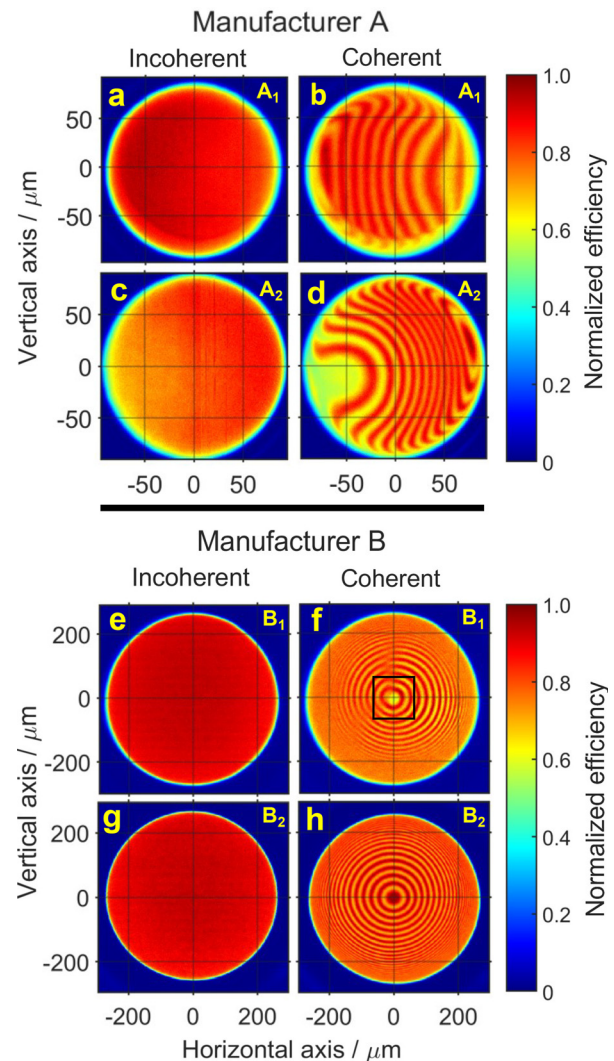 Manufacturer A
Incoherent Coherent
a A₁ b A₁
50
0
-50
c A₂ d A₂
50
0
-50
Vertical axis / μm
-50 0 50 -50 0 50
1.0
0.8
0.6
0.4
0.2
0
Normalized efficiency
Manufacturer B
Incoherent Coherent
e B₁ f B₁
200
0
-200
g B₂ h B₂
200
0
-200
Vertical axis / μm
-200 0 200 -200 0 200
Horizontal axis / μm
1.0
0.8
0.6
0.4
0.2
0
Normalized efficiency